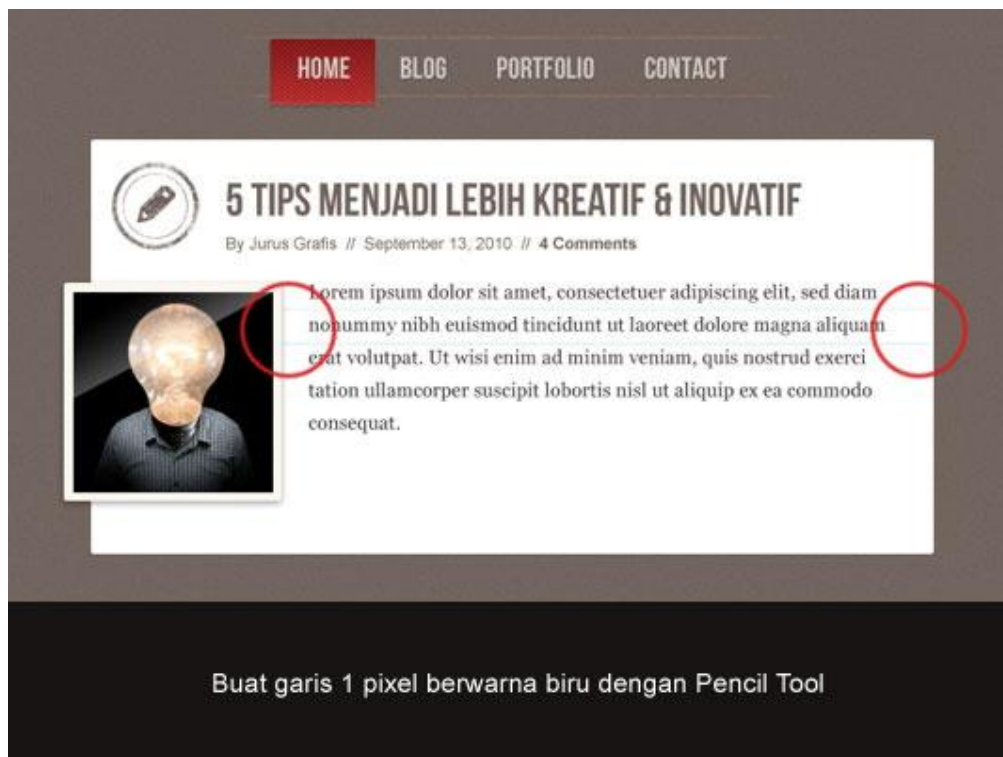 HOME BLOG PORTFOLIO CONTACT
5 TIPS MENJADI LEBIH KREATIF & INOVATIF
By Jurus Grafis // September 13, 2010 // 4 Comments
Lorem ipsum dolor sit amet, consectetuer adipiscing elit, sed diam
nonummy nibh euismod tincidunt ut laoreet dolore magna aliquam
erat volutpat. Ut wisi enim ad minim veniam, quis nostrud exerci
tation ullamcorper suscipit lobortis nisl ut aliquip ex ea commodo
consequat.
Buat garis 1 pixel berwarna biru dengan Pencil Tool